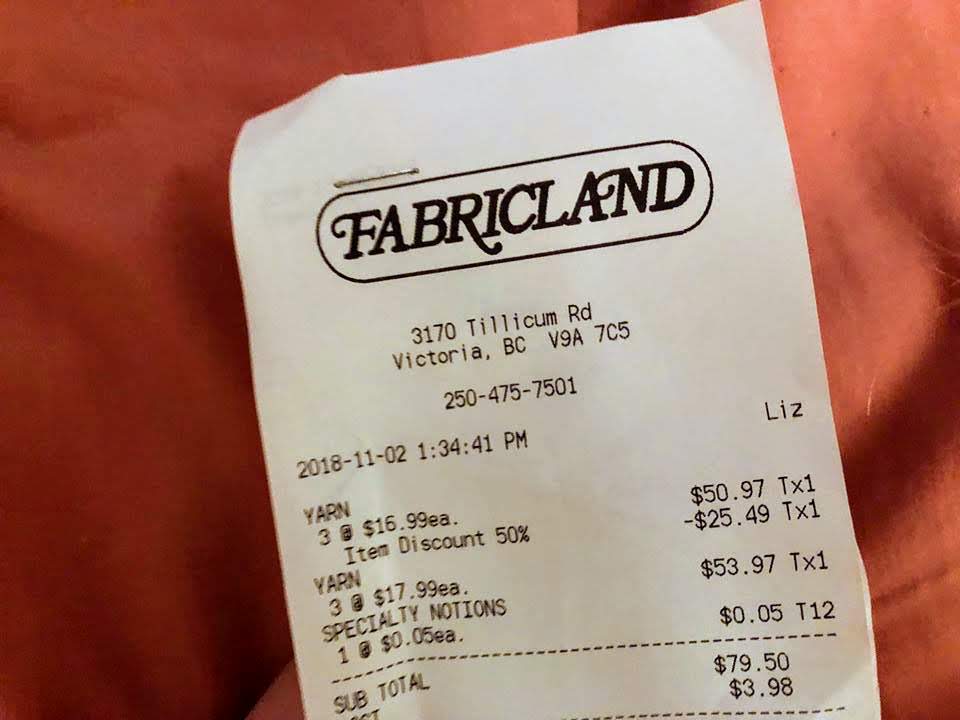 FABRICLAND
3170 Tillicum Rd
Victoria, BC V9A 7C5
250-475-7501
Liz
2018-11-02 1:34:41 PM
YARN
3 @ $16.99ea. $50.97 Tx1
Item Discount 50% -$25.49 Tx1
YARN
3 @ $17.99ea. $53.97 Tx1
SPECIALTY NOTIONS
1 @ $0.05ea. $0.05 T12
SUB TOTAL $79.50
$3.98